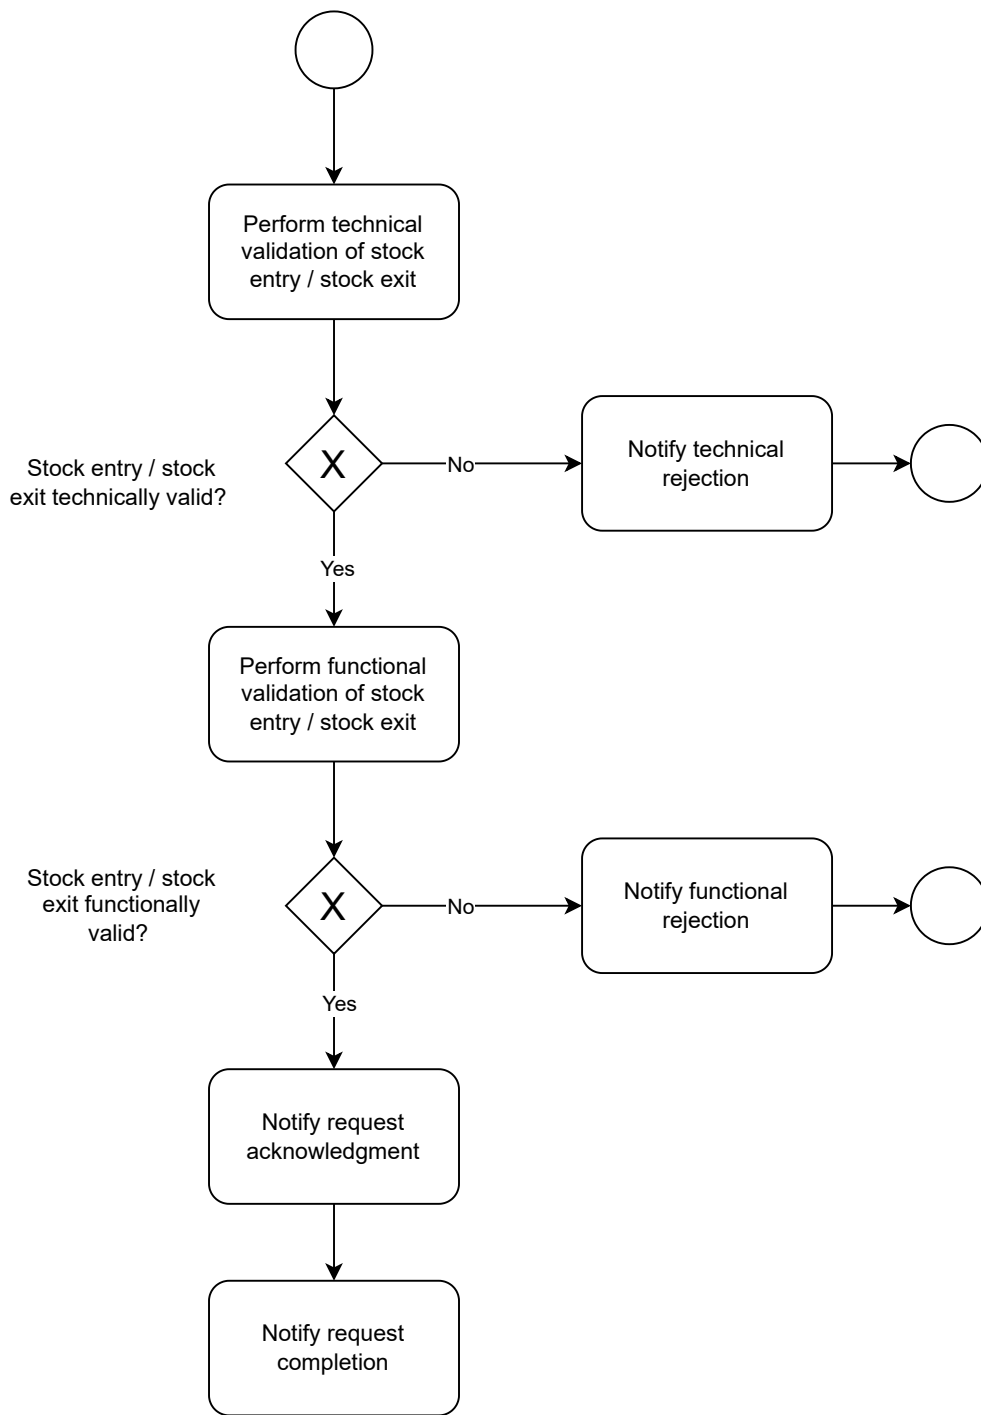 Perform technical
validation of stock
entry / stock exit
Stock entry / stock
exit technically valid?
X
No
Notify technical
rejection
Yes
Perform functional
validation of stock
entry / stock exit
Stock entry / stock
exit functionally
valid?
X
No
Notify functional
rejection
Yes
Notify request
acknowledgment
Notify request
completion